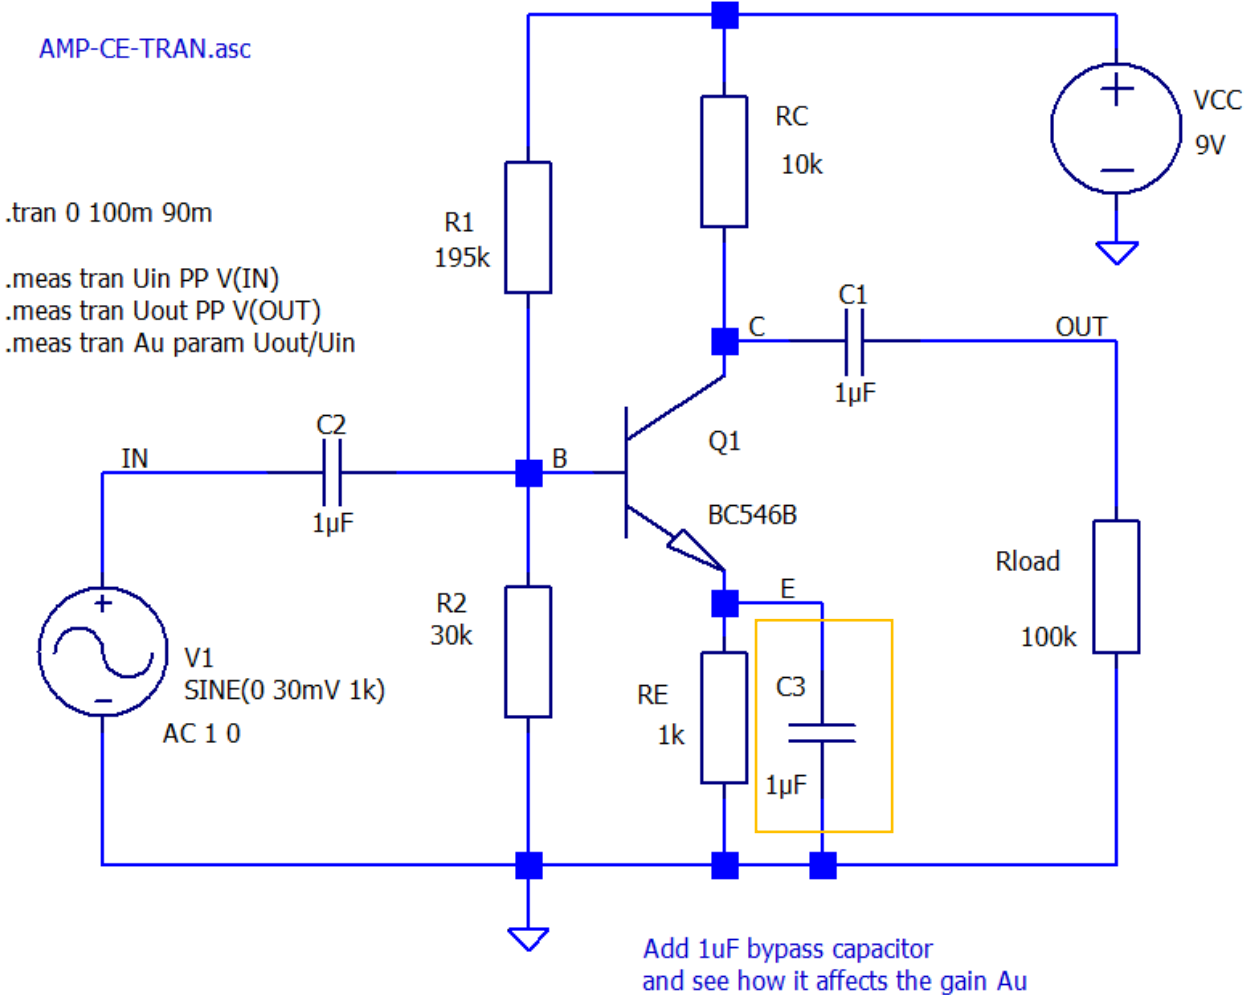 AMP-CE-TRAN.asc
RC
10k
VCC
9V
.tran 0 100m 90m
R1
195k
.meas tran Uin PP V(IN)
.meas tran Uout PP V(OUT)
.meas tran Au param Uout/Uin
C1
C
OUT
1µF
C2
Q1
IN
B
1µF
BC546B
Rload
100k
E
R2
30k
V1
SINE(0 30mV 1k)
AC 1 0
RE
1k
C3
1µF
Add 1uF bypass capacitor
and see how it affects the gain Au